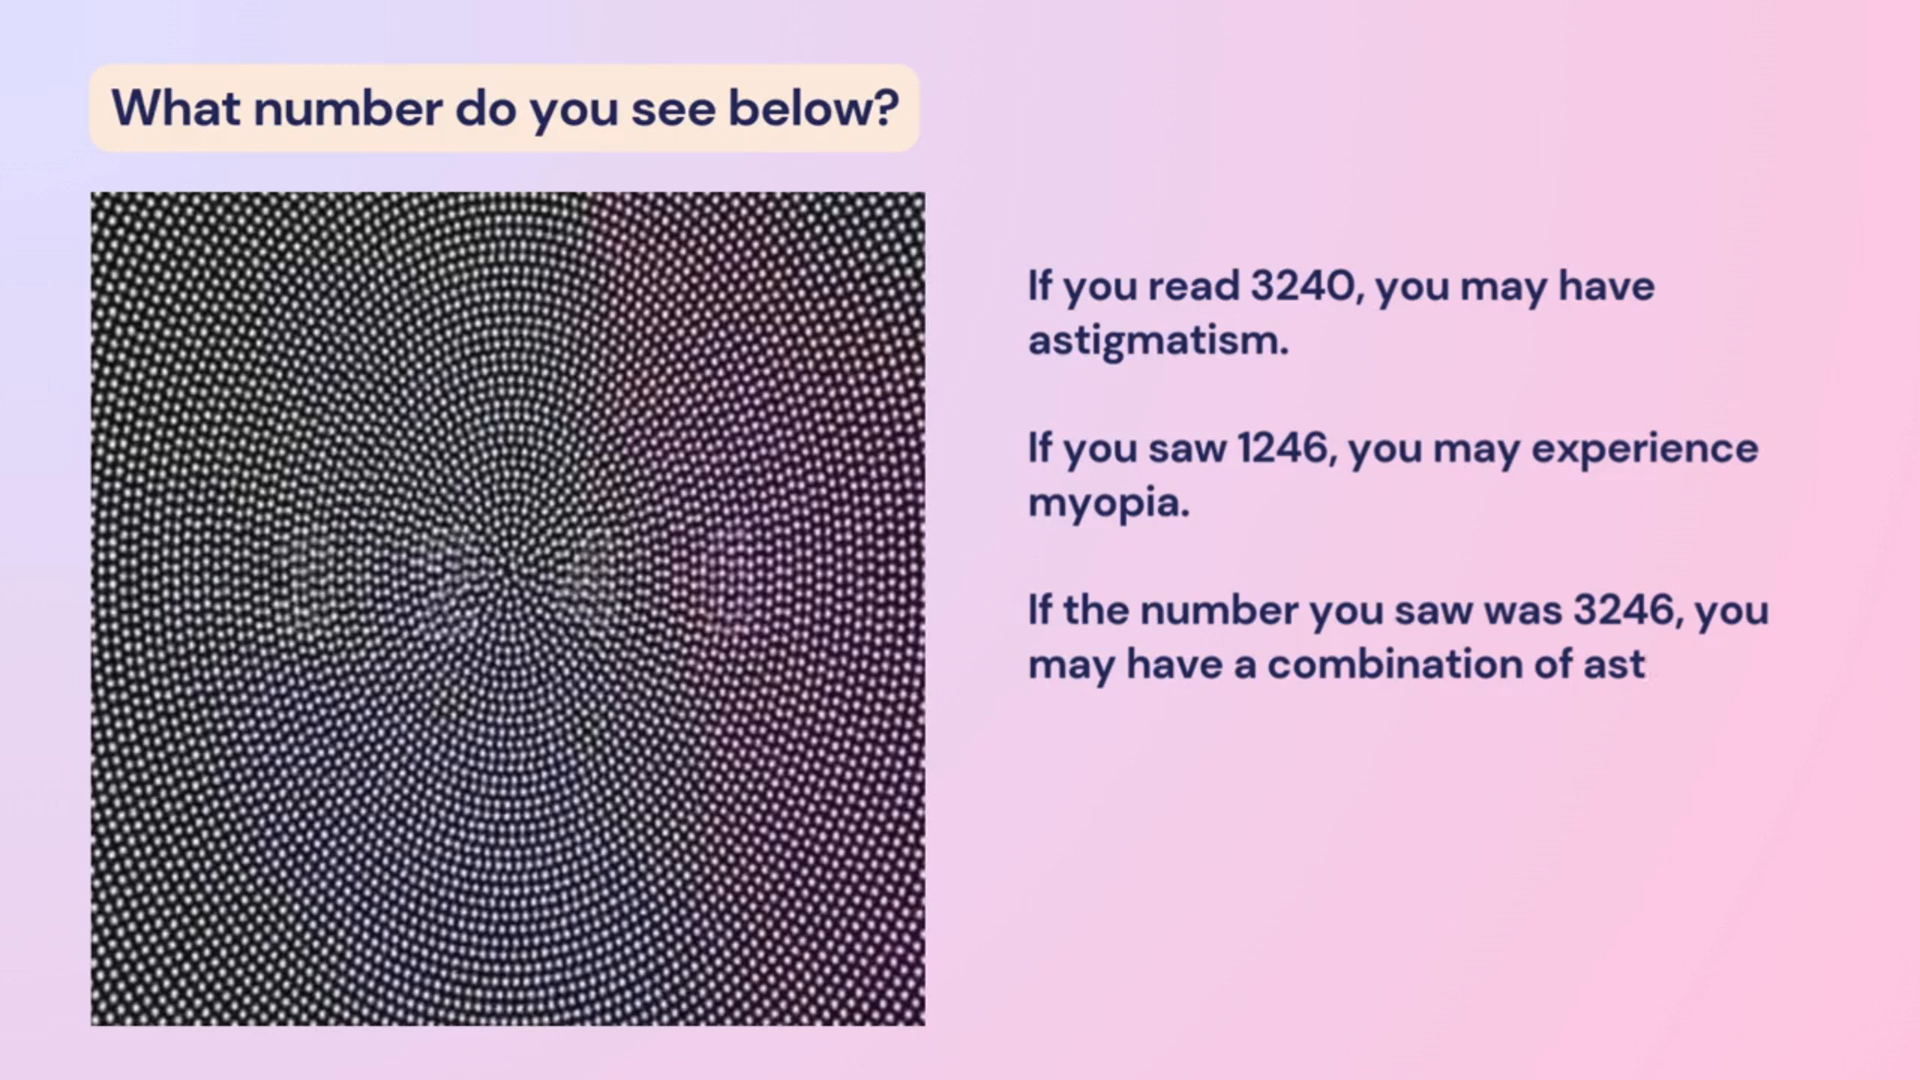 What number do you see below?
If you read 3240, you may have
astigmatism.
If you saw 1246, you may experience
myopia.
If the number you saw was 3246, you
may have a combination of ast